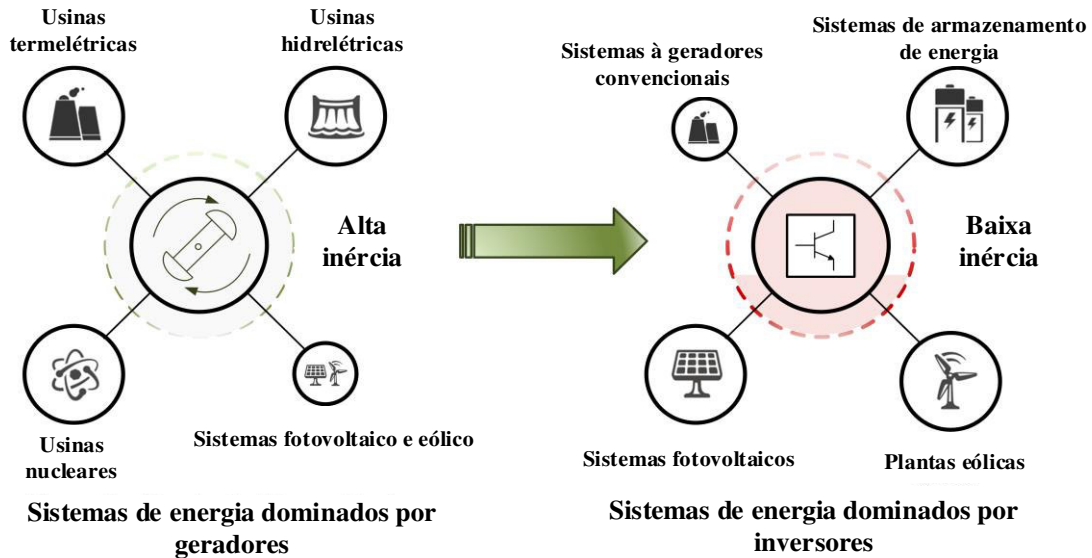 Usinas
termelétricas
Usinas
hidrelétricas
Alta
inércia
Usinas
nucleares
Sistemas fotovoltaico e eólico
Sistemas de energia dominados por
geradores
Sistemas à geradores
convencionais
Sistemas de armazenamento
de energia
Baixa
inércia
Sistemas fotovoltaicos
Plantas eólicas
Sistemas de energia dominados por
inversores